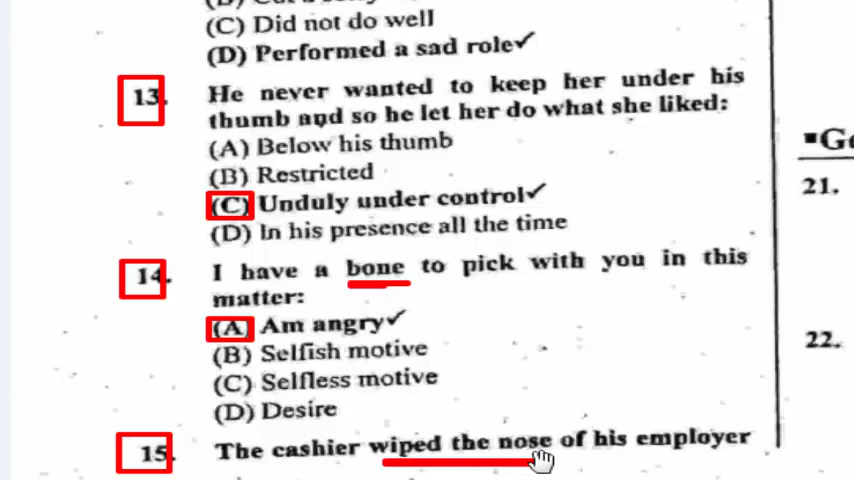 (C) Did not do well
(D) Performed a sad role✓
13. He never wanted to keep her under his
thumb and so he let her do what she liked:
(A) Below his thumb
(B) Restricted
(C) Unduly under control✓
(D) In his presence all the time
14. I have a bone to pick with you in this
matter:
(A) Am angry✓
(B) Selfish motive
(C) Selfless motive
(D) Desire
15. The cashier wiped the nose of his employer
21.
22.